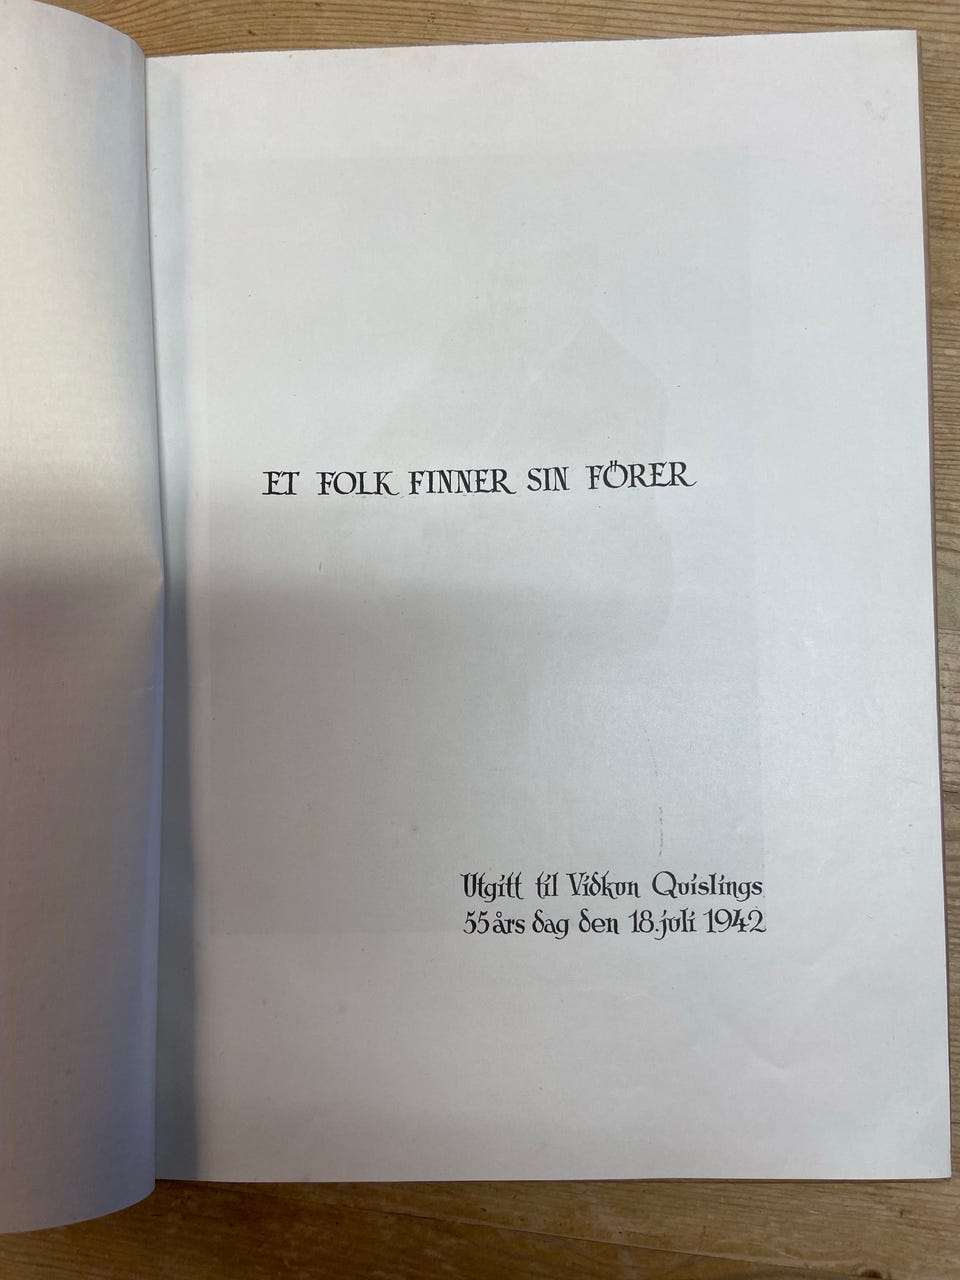 ET FOLK FINNER SIN FÖRER
Utgitt til Vidkun Quislings
55 års dag den 18. juli 1942